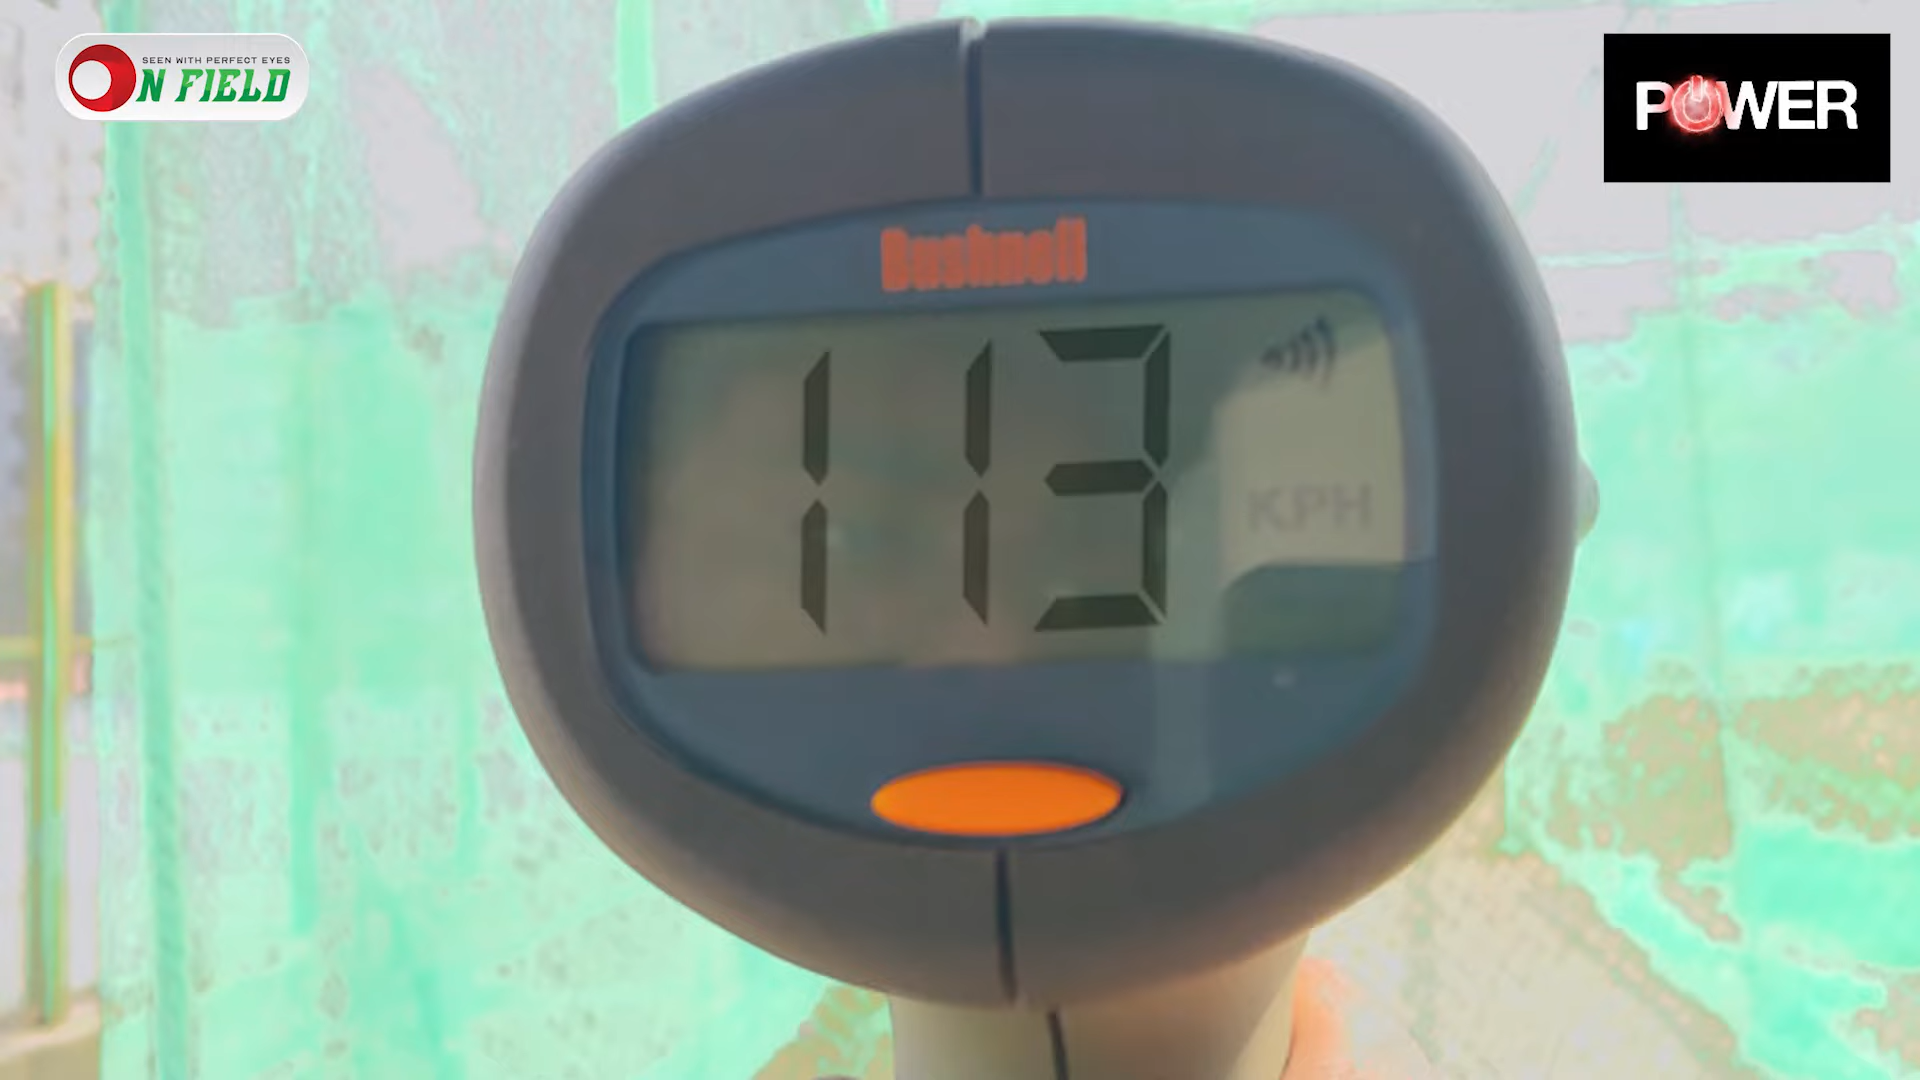 SEEN WITH PERFECT EYES
ON FIELD
POWER
Bushnell
113
KPH